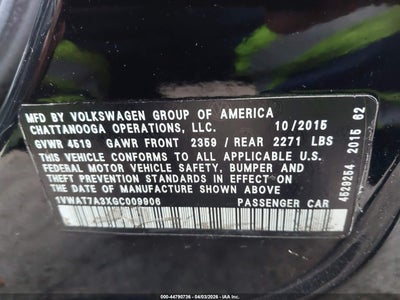 MFD BY VOLKSWAGEN GROUP OF AMERICA
CHATTANOOGA OPERATIONS, LLC. 10/2015
GVWR 4519 GAWR FRONT 2359 / REAR 2271 LBS
THIS VEHICLE CONFORMS TO ALL APPLICABLE U.S.
FEDERAL MOTOR VEHICLE SAFETY, BUMPER AND
THEFT PREVENTION STANDARDS IN EFFECT ON
THE DATE OF MANUFACTURE SHOWN ABOVE
1VWAT7A3XGC009906 PASSENGER CAR
4529254 2015 62
000-44790736 - 04/03/2026 - IAA Inc.